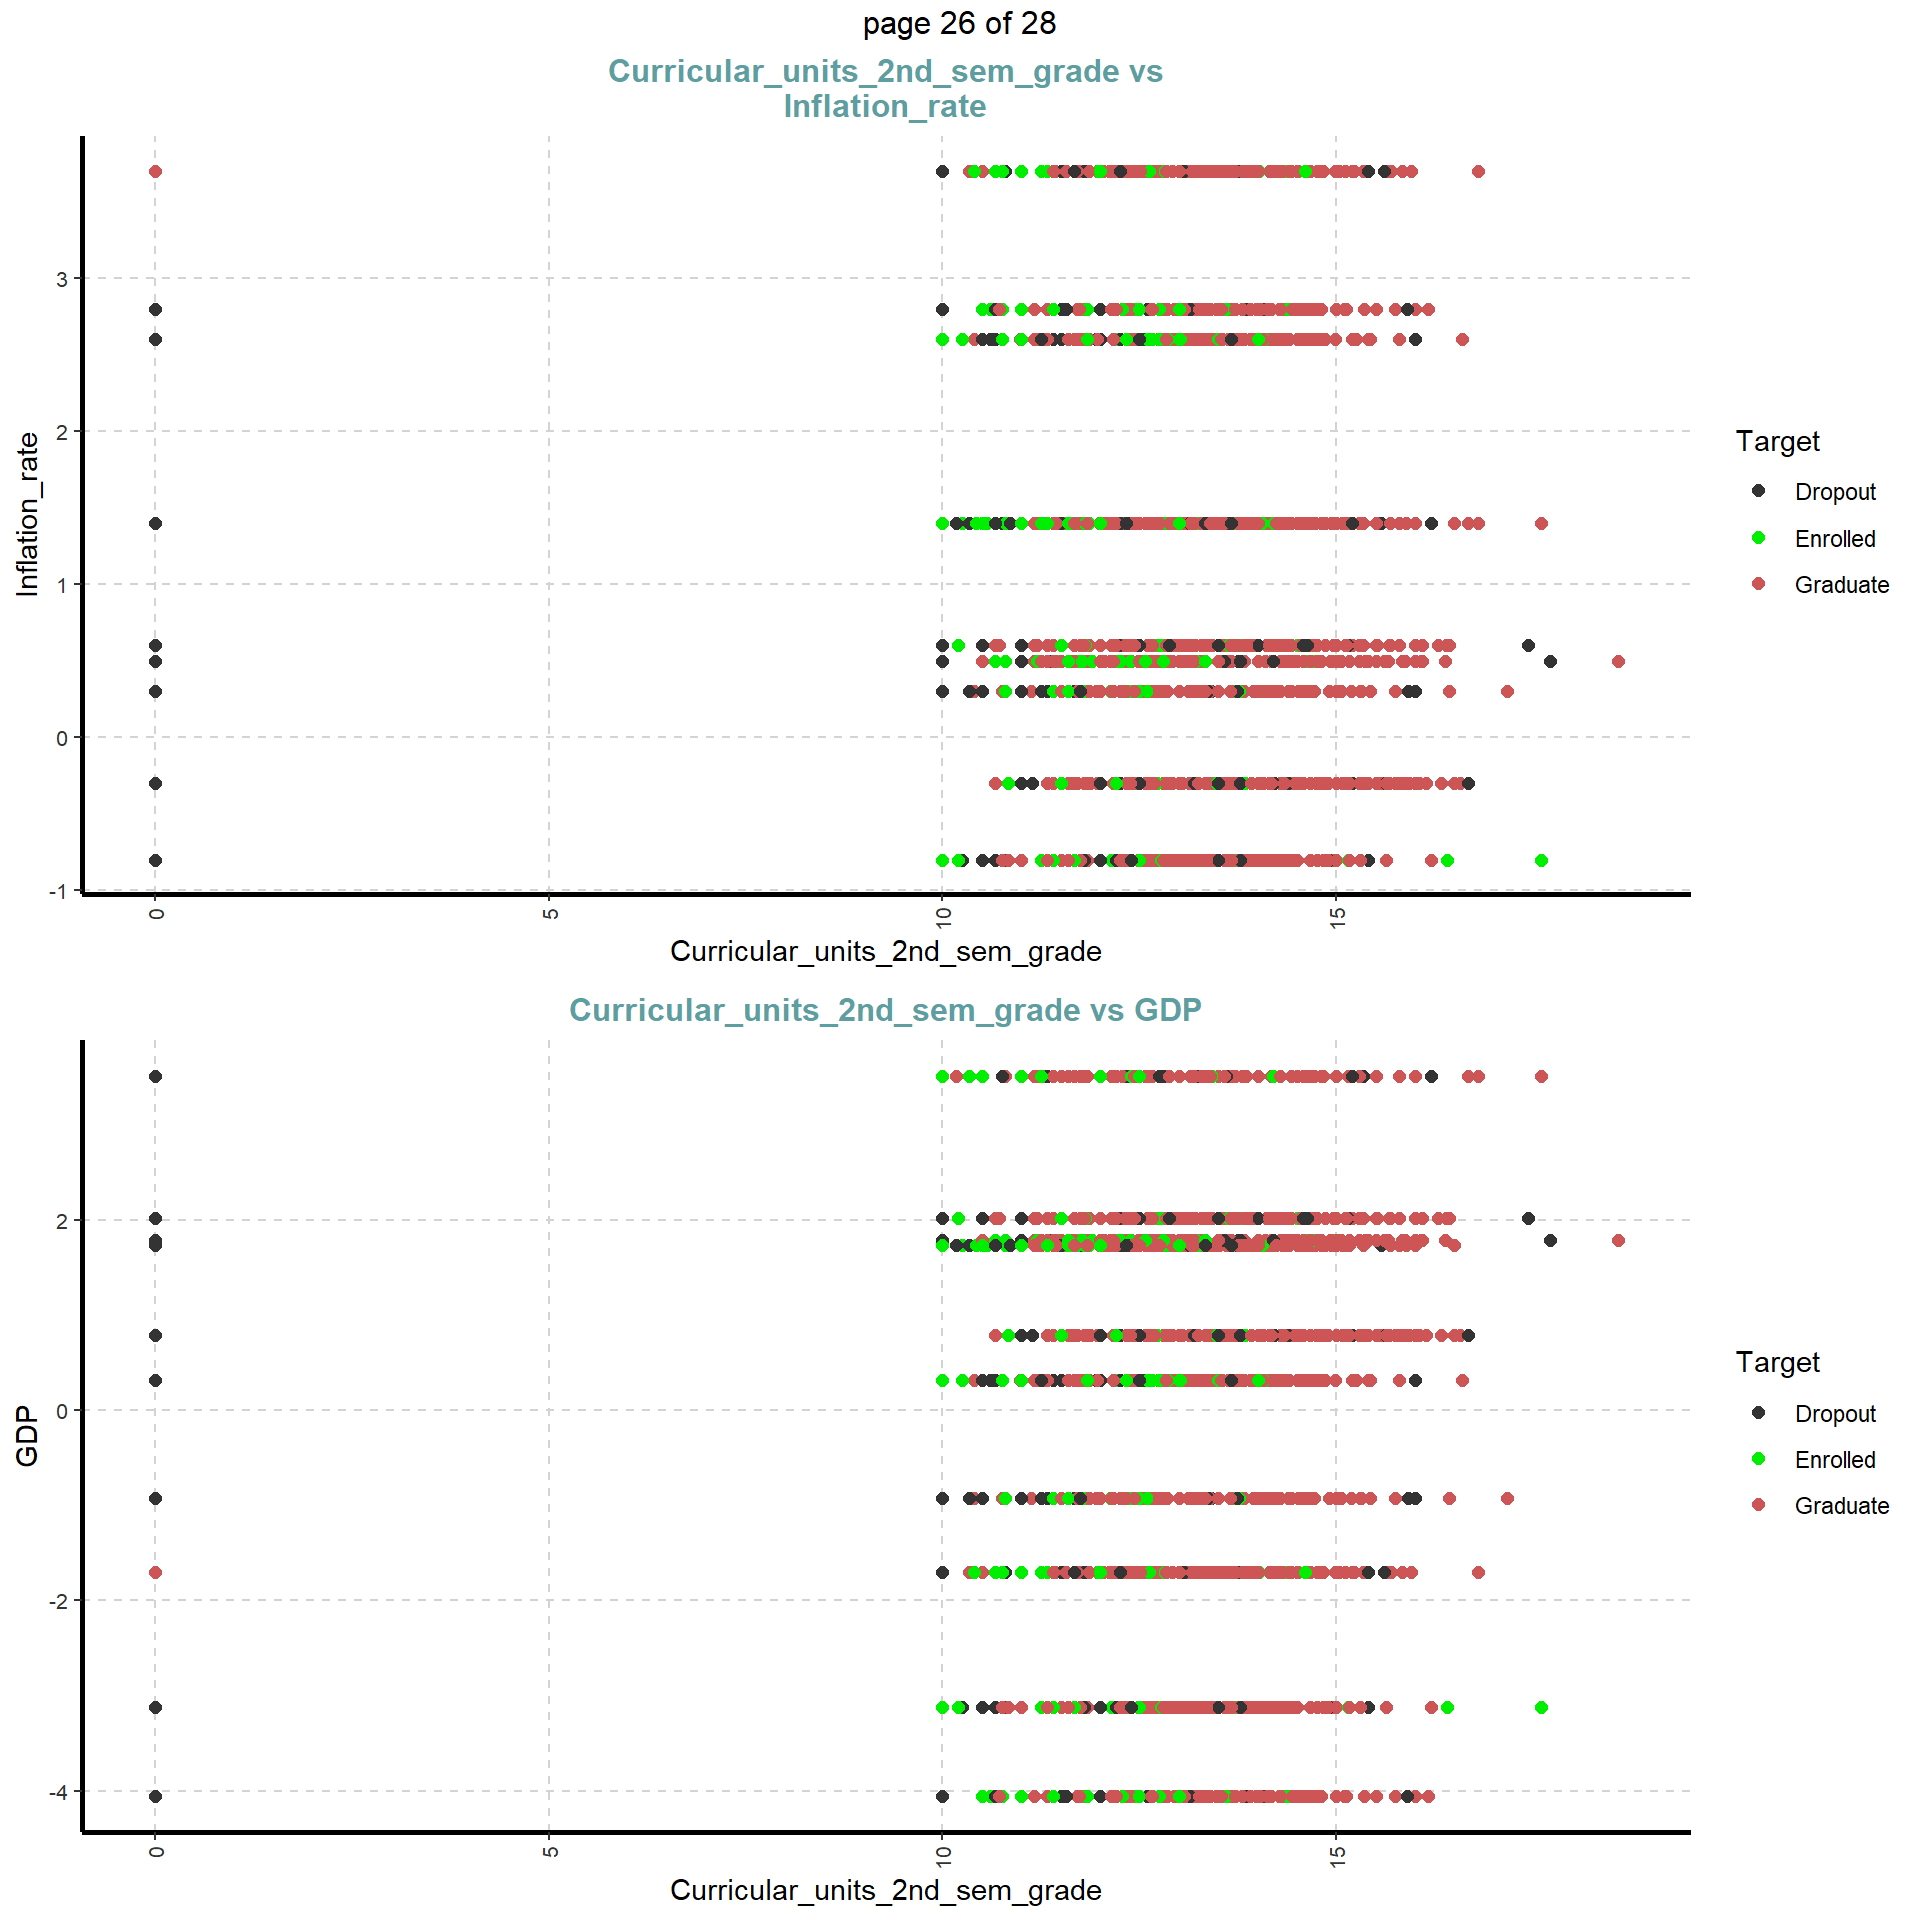 page 26 of 28
Curricular_units_2nd_sem_grade vs
Inflation_rate
Inflation_rate
3
2
1
0
-1
0
5
10
15
Curricular_units_2nd_sem_grade
Target
Dropout
Enrolled
Graduate
Curricular_units_2nd_sem_grade vs GDP
GDP
2
0
-2
-4
0
5
10
15
Curricular_units_2nd_sem_grade
Target
Dropout
Enrolled
Graduate